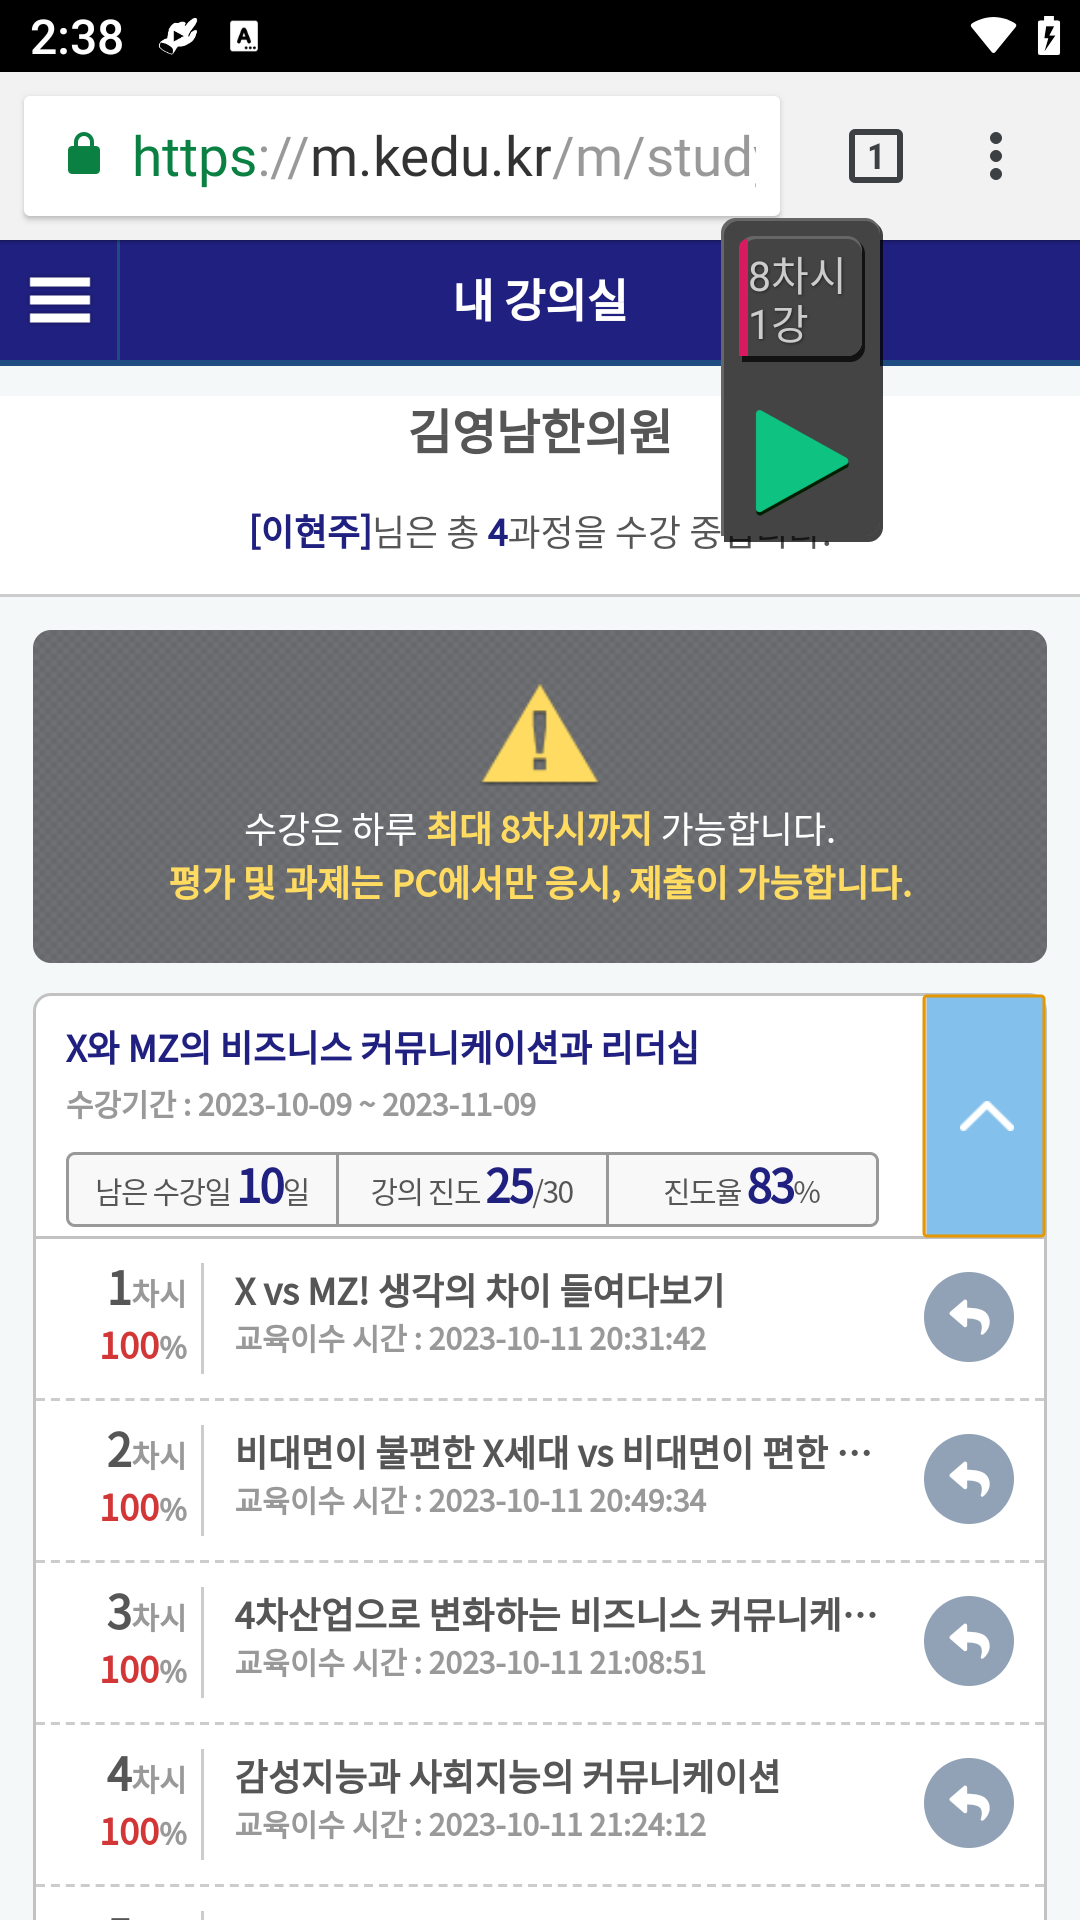 2:38
A
https://m.kedu.kr/m/stud
1
내 강의실
8차시
1강
김영남한의원
[이현주]님은 총 4과정을 수강 중
수강은 하루 최대 8차시까지 가능합니다.
평가 및 과제는 PC에서만 응시, 제출이 가능합니다.
X와 MZ의 비즈니스 커뮤니케이션과 리더십
수강기간 : 2023-10-09 ~ 2023-11-09
남은 수강일 10일 강의 진도 25/30 진도율 83%
1차시 X vs MZ! 생각의 차이 들여다보기
100% 교육이수 시간 : 2023-10-11 20:31:42
2차시 비대면이 불편한 X세대 vs 비대면이 편한 ···
100% 교육이수 시간 : 2023-10-11 20:49:34
3차시 4차산업으로 변화하는 비즈니스 커뮤니케···
100% 교육이수 시간 : 2023-10-11 21:08:51
4차시 감성지능과 사회지능의 커뮤니케이션
100% 교육이수 시간 : 2023-10-11 21:24:12